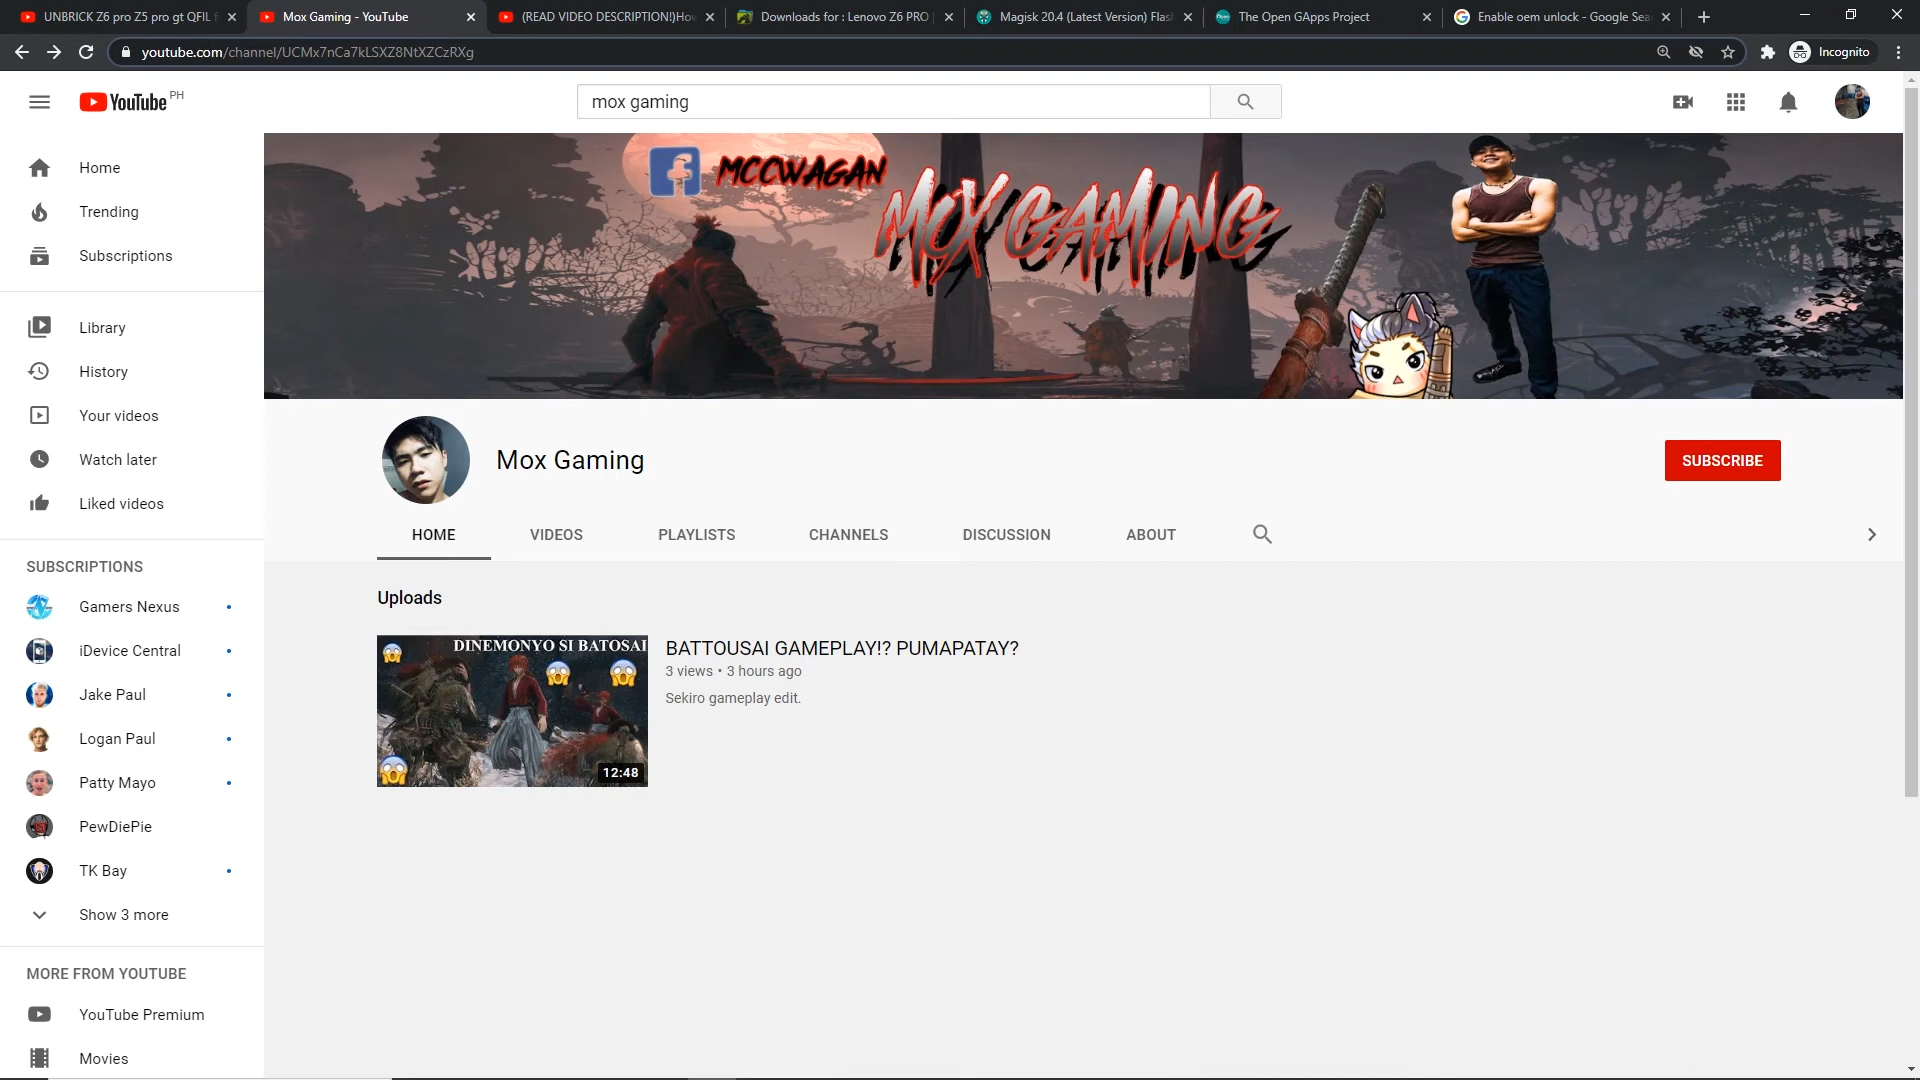 UNBRICK Z6 pro Z5 pro gt QFIL f
Mox Gaming - YouTube
(READ VIDEO DESCRIPTION!)How
Downloads for : Lenovo Z6 PRO |
Magisk 20.4 (Latest Version) Flas
The Open GApps Project
Enable oem unlock - Google Sea
youtube.com/channel/UCMx7nCa7kLSXZ8NtXZCzRXg
Incognito
YouTube PH
mox gaming
Home
Trending
Subscriptions
Library
History
Your videos
Watch later
Liked videos
SUBSCRIPTIONS
Gamers Nexus
iDevice Central
Jake Paul
Logan Paul
Patty Mayo
PewDiePie
TK Bay
Show 3 more
MORE FROM YOUTUBE
YouTube Premium
Movies
MCCWAGAN
MOX GAMING
Mox Gaming
SUBSCRIBE
HOME
VIDEOS
PLAYLISTS
CHANNELS
DISCUSSION
ABOUT
Uploads
DINEMONYO SI BATOSAI
12:48
BATTOUSAI GAMEPLAY!? PUMAPATAY?
3 views • 3 hours ago
Sekiro gameplay edit.